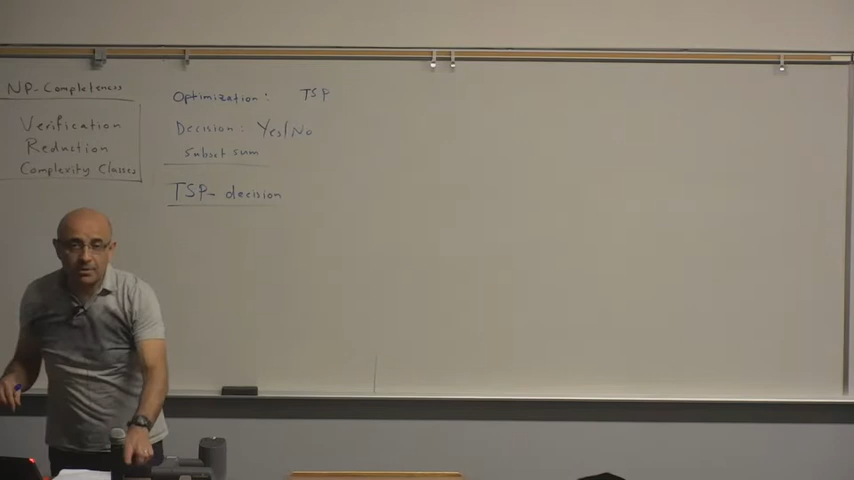 NP-Completeness
Verification
Reduction
Complexity Classes
Optimization: TSP
Decision: Yes/No
Subset sum
TSP- decision